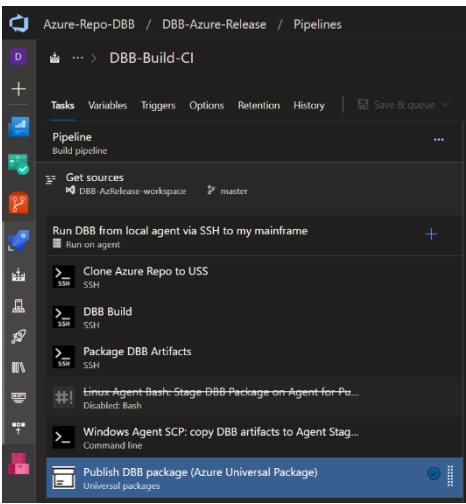 Azure-Repo-DBB / DBB-Azure-Release / Pipelines
D
... > DBB-Build-CI
Tasks Variables Triggers Options Retention History Save & queue
Pipeline
Build pipeline
...
Get sources
DBB-AzRelease-workspace master
Run DBB from local agent via SSH to my mainframe
Run on agent
Clone Azure Repo to USS
SSH
SSH
DBB Build
SSH
SSH
Package DBB Artifacts
SSH
SSH
Linux Agent Bash: Stage DBB Package on Agent for Pu...
#!
Disabled: Bash
Windows Agent SCP: copy DBB artifacts to Agent Stag...
Command line
Publish DBB package (Azure Universal Package)
Universal packages